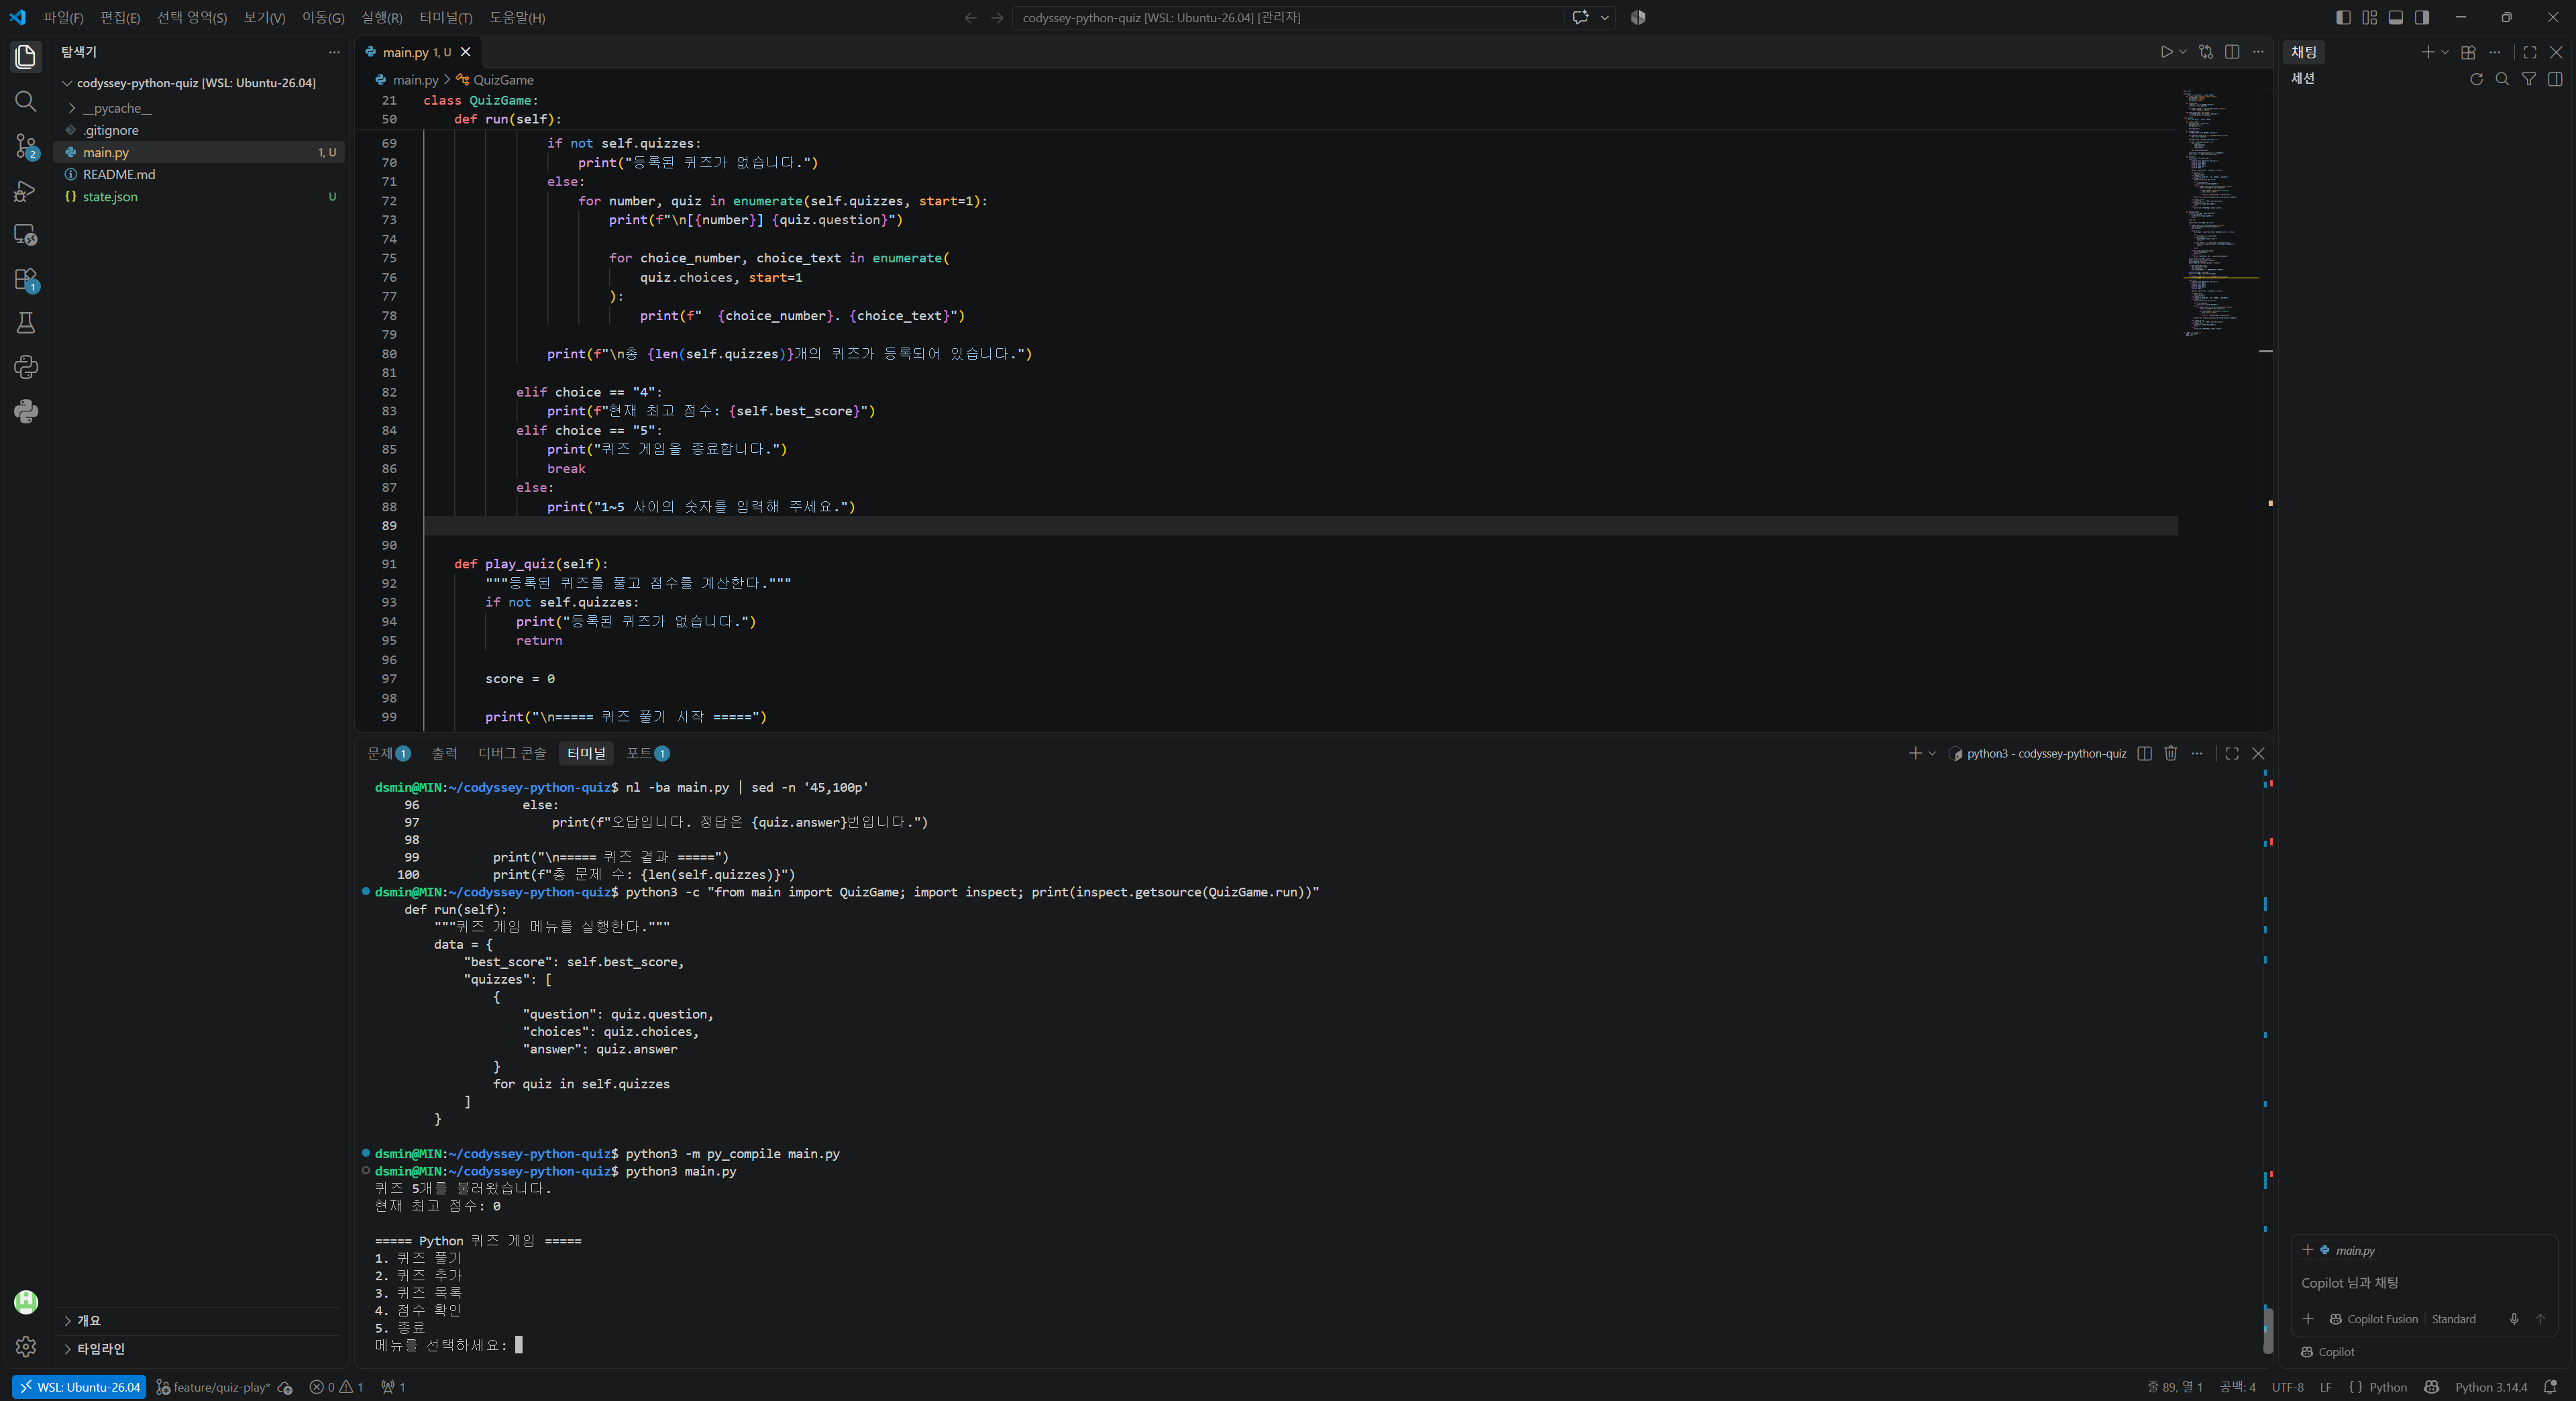 파일(F) 편집(E) 선택 영역(S) 보기(V) 이동(G) 실행(R) 터미널(T) 도움말(H)
codyssey-python-quiz [WSL: Ubuntu-26.04] [관리자]
탐색기
codyssey-python-quiz [WSL: Ubuntu-26.04]
__pycache__
.gitignore
main.py 1, U
README.md
state.json U
개요
타임라인
main.py 1, U
main.py > QuizGame
21 class QuizGame:
50 def run(self):
69 if not self.quizzes:
70 print("등록된 퀴즈가 없습니다.")
71 else:
72 for number, quiz in enumerate(self.quizzes, start=1):
73 print(f"\n[{number}] {quiz.question}")
74
75 for choice_number, choice_text in enumerate(
76 quiz.choices, start=1
77 ):
78 print(f"  {choice_number}. {choice_text}")
79
80 print(f"\n총 {len(self.quizzes)}개의 퀴즈가 등록되어 있습니다.")
81
82 elif choice == "4":
83 print(f"현재 최고 점수: {self.best_score}")
84 elif choice == "5":
85 print("퀴즈 게임을 종료합니다.")
86 break
87 else:
88 print("1~5 사이의 숫자를 입력해 주세요.")
89
90
91 def play_quiz(self):
92 """등록된 퀴즈를 풀고 점수를 계산한다."""
93 if not self.quizzes:
94 print("등록된 퀴즈가 없습니다.")
95 return
96
97 score = 0
98
99 print("\n===== 퀴즈 풀기 시작 =====")
문제 1 출력 디버그 콘솔 터미널 포트 1
python3 - codyssey-python-quiz
dsmin@MIN:~/codyssey-python-quiz$ nl -ba main.py | sed -n '45,100p'
96 else:
97 print(f"오답입니다. 정답은 {quiz.answer}번입니다.")
98
99 print("\n===== 퀴즈 결과 =====")
100 print(f"총 문제 수: {len(self.quizzes)}")
dsmin@MIN:~/codyssey-python-quiz$ python3 -c "from main import QuizGame; import inspect; print(inspect.getsource(QuizGame.run))"
def run(self):
"""퀴즈 게임 메뉴를 실행한다."""
data = {
"best_score": self.best_score,
"quizzes": [
{
"question": quiz.question,
"choices": quiz.choices,
"answer": quiz.answer
}
for quiz in self.quizzes
]
}
dsmin@MIN:~/codyssey-python-quiz$ python3 -m py_compile main.py
dsmin@MIN:~/codyssey-python-quiz$ python3 main.py
퀴즈 5개를 불러왔습니다.
현재 최고 점수: 0
===== Python 퀴즈 게임 =====
1. 퀴즈 풀기
2. 퀴즈 추가
3. 퀴즈 목록
4. 점수 확인
5. 종료
메뉴를 선택하세요:
채팅
세션
main.py
Copilot 님과 채팅
Copilot Fusion Standard
Copilot
WSL: Ubuntu-26.04 feature/quiz-play* 0 1 1
줄 89, 열 1 공백: 4 UTF-8 LF { } Python Python 3.14.4